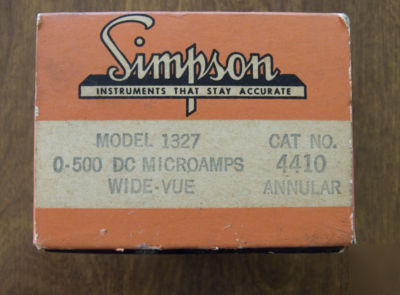 Simpson
INSTRUMENTS THAT STAY ACCURATE
MODEL 1327 CAT NO.
0-500 DC MICROAMPS 4410
WIDE-VUE ANNULAR